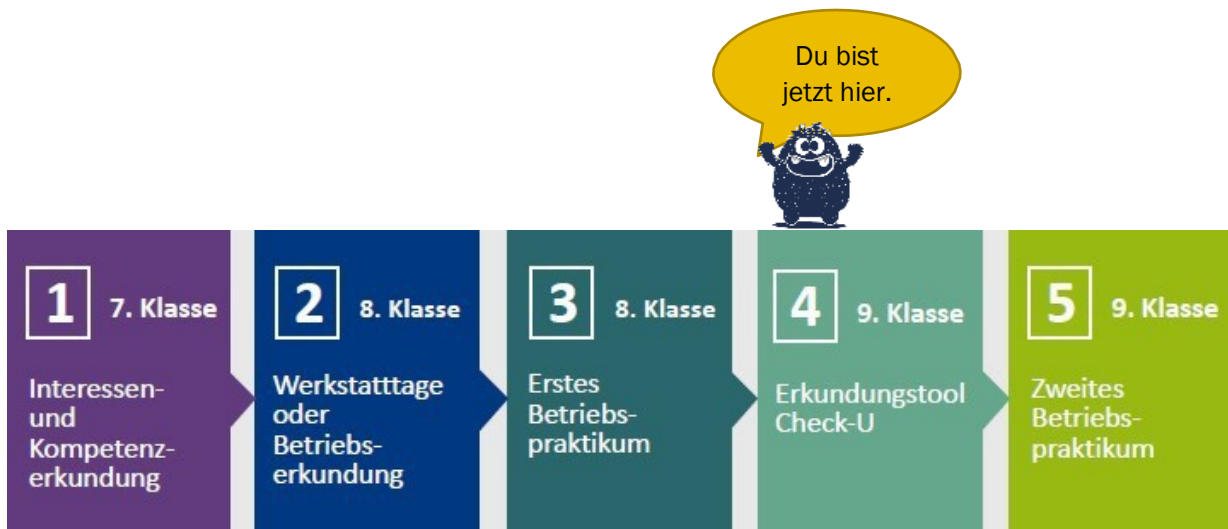 Du bist
jetzt hier.
1 7. Klasse
Interessen-
und
Kompetenz-
erkundung
2 8. Klasse
Werkstatttage
oder
Betriebs-
erkundung
3 8. Klasse
Erstes
Betriebs-
praktikum
4 9. Klasse
Erkundungstool
Check-U
5 9. Klasse
Zweites
Betriebs-
praktikum